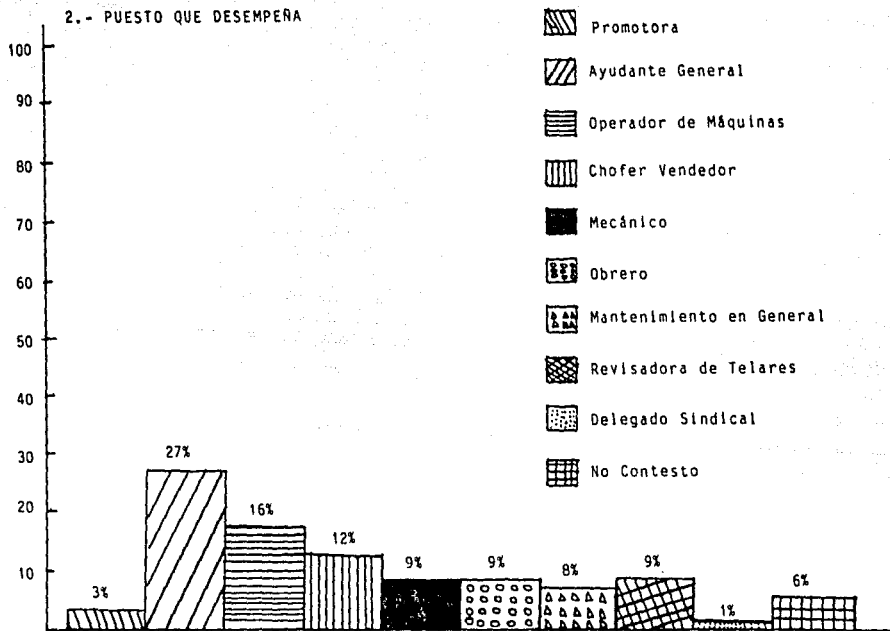 2.- PUESTO QUE DESEMPEÑA
Promotora
Ayudante General
Operador de Máquinas
Chofer Vendedor
Mecánico
Obrero
Mantenimiento en General
Revisadora de Telares
Delegado Sindical
No Contesto
100
90
80
70
60
50
40
30
20
10
3%
27%
16%
12%
9%
9%
8%
9%
1%
6%